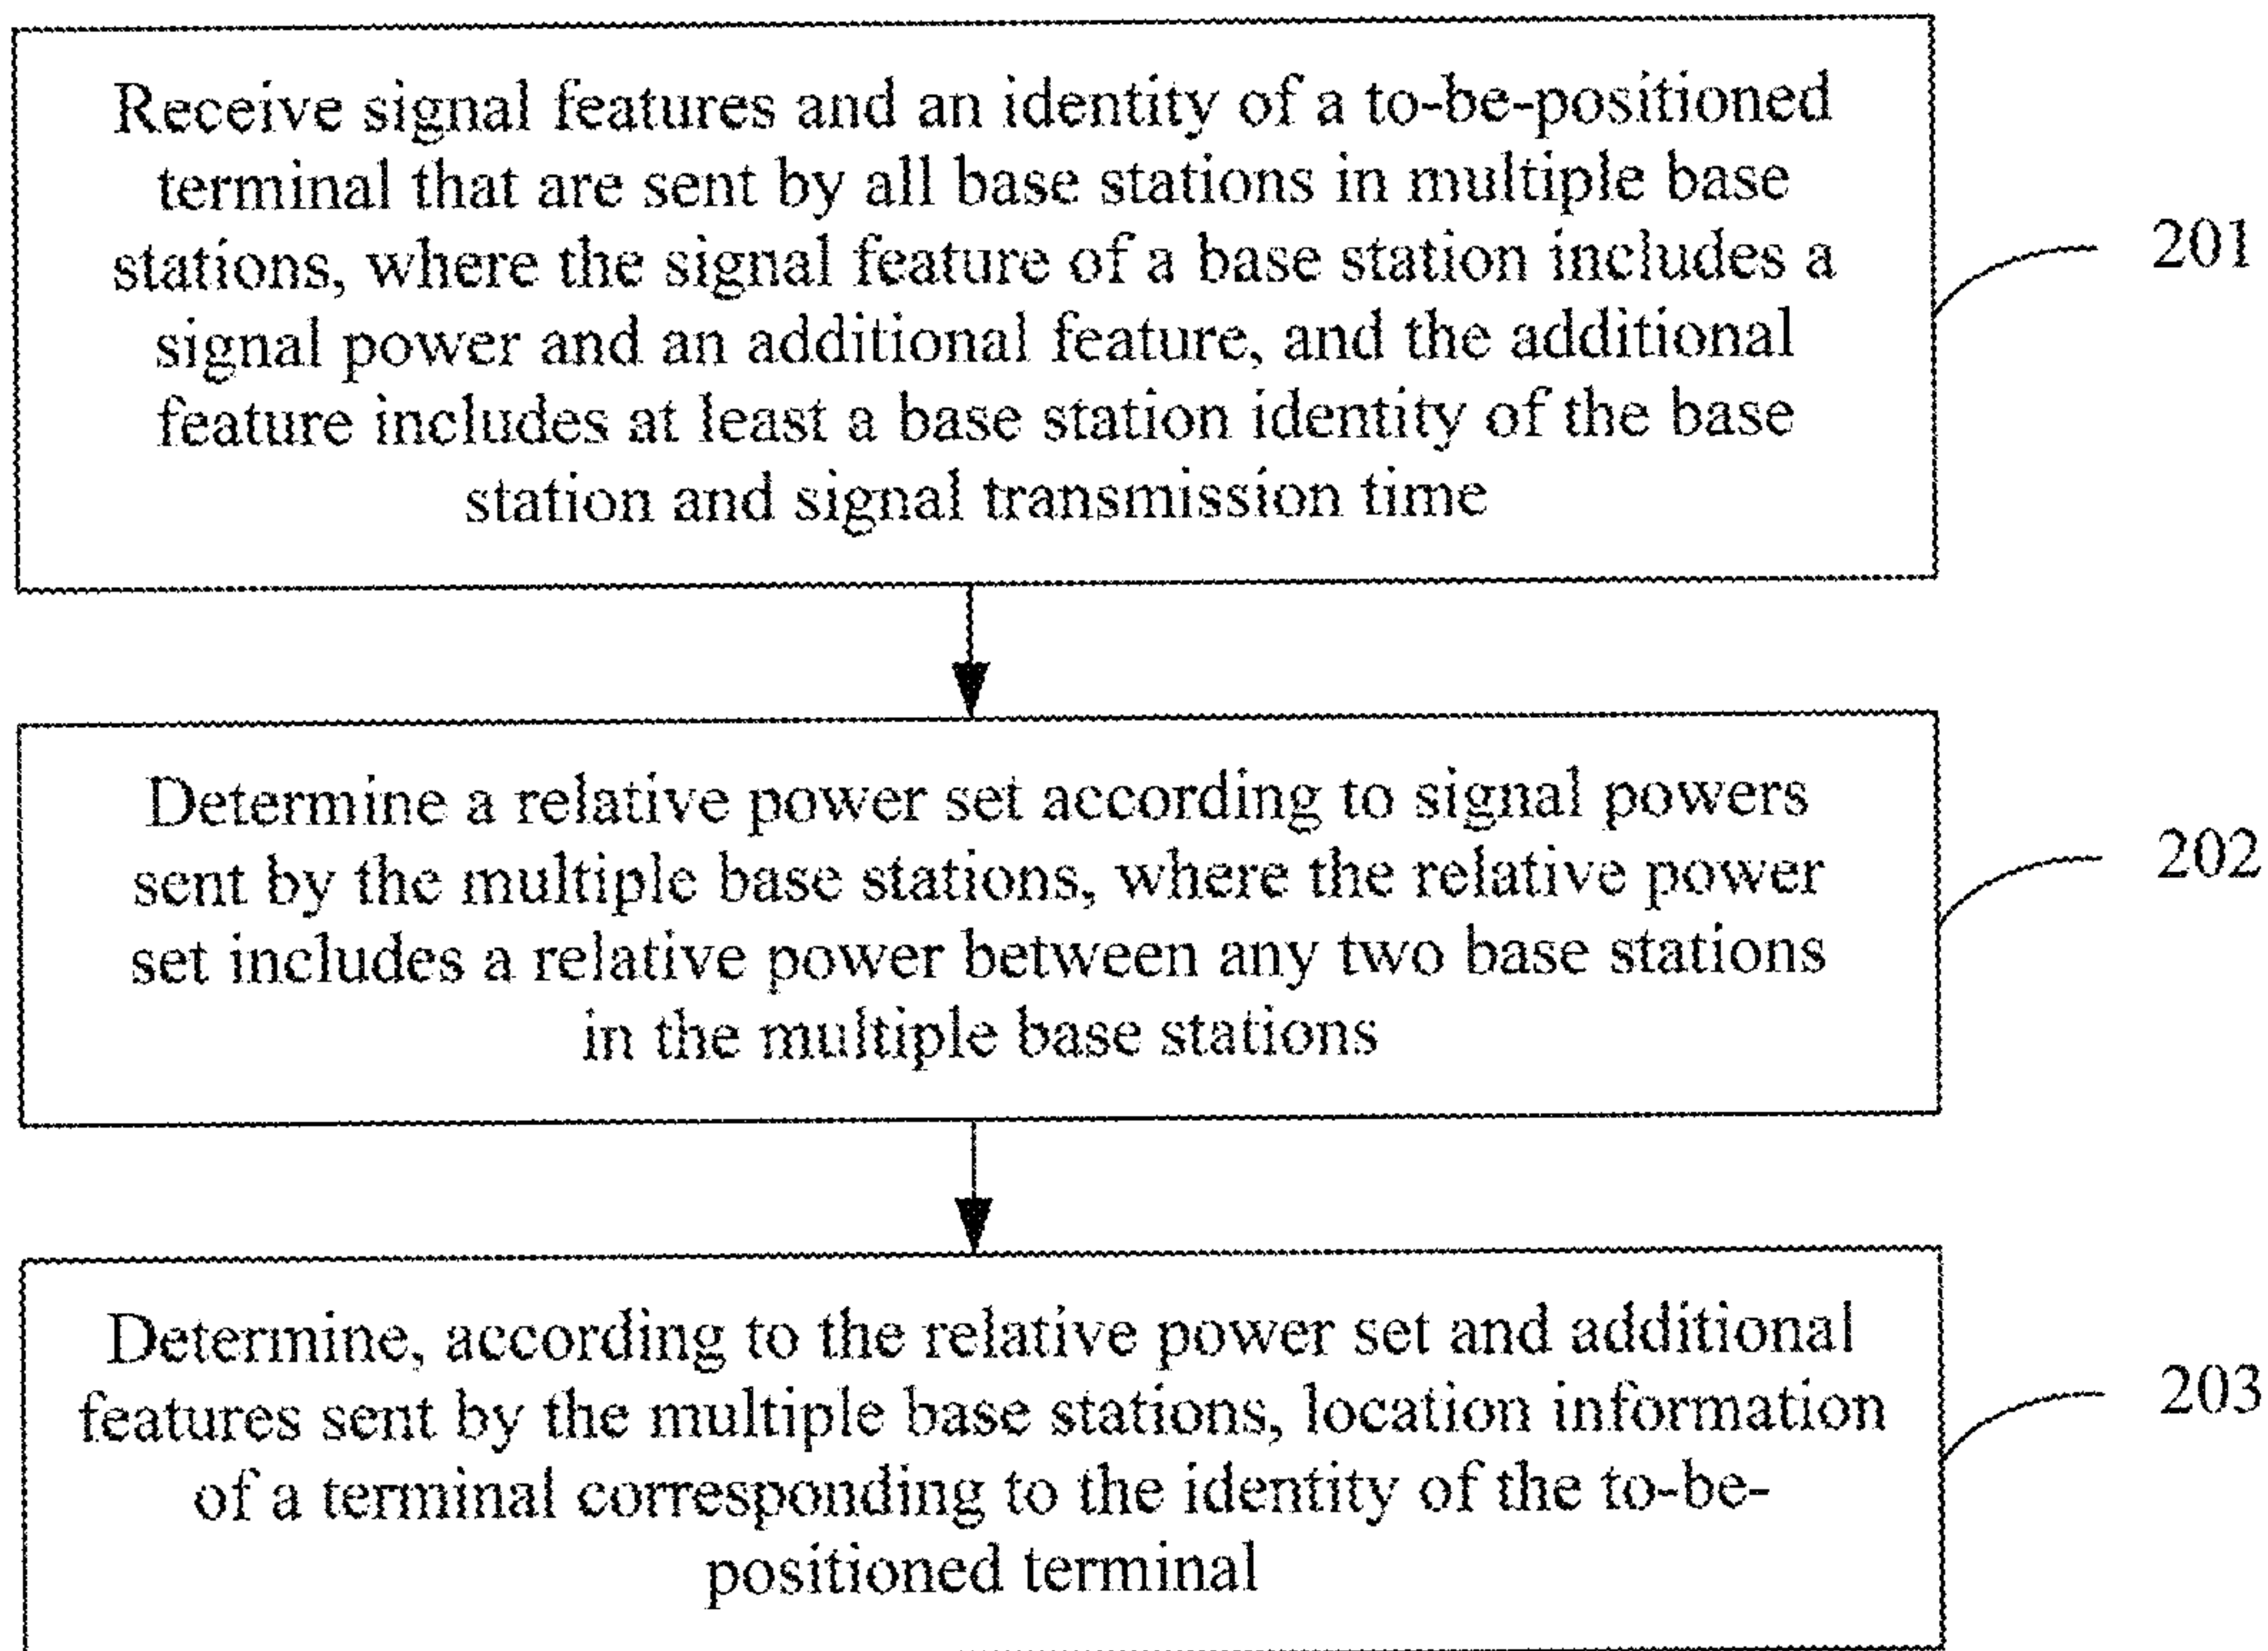 Receive signal features and an identity of a to-be-positioned
terminal that are sent by all base stations in multiple base
stations, where the signal feature of a base station includes a
signal power and an additional feature, and the additional
feature includes at least a base station identity of the base
station and signal transmission time
201
Determine a relative power set according to signal powers
sent by the multiple base stations, where the relative power
set includes a relative power between any two base stations
in the multiple base stations
202
Determine, according to the relative power set and additional
features sent by the multiple base stations, location information
of a terminal corresponding to the identity of the to-be-
positioned terminal
203